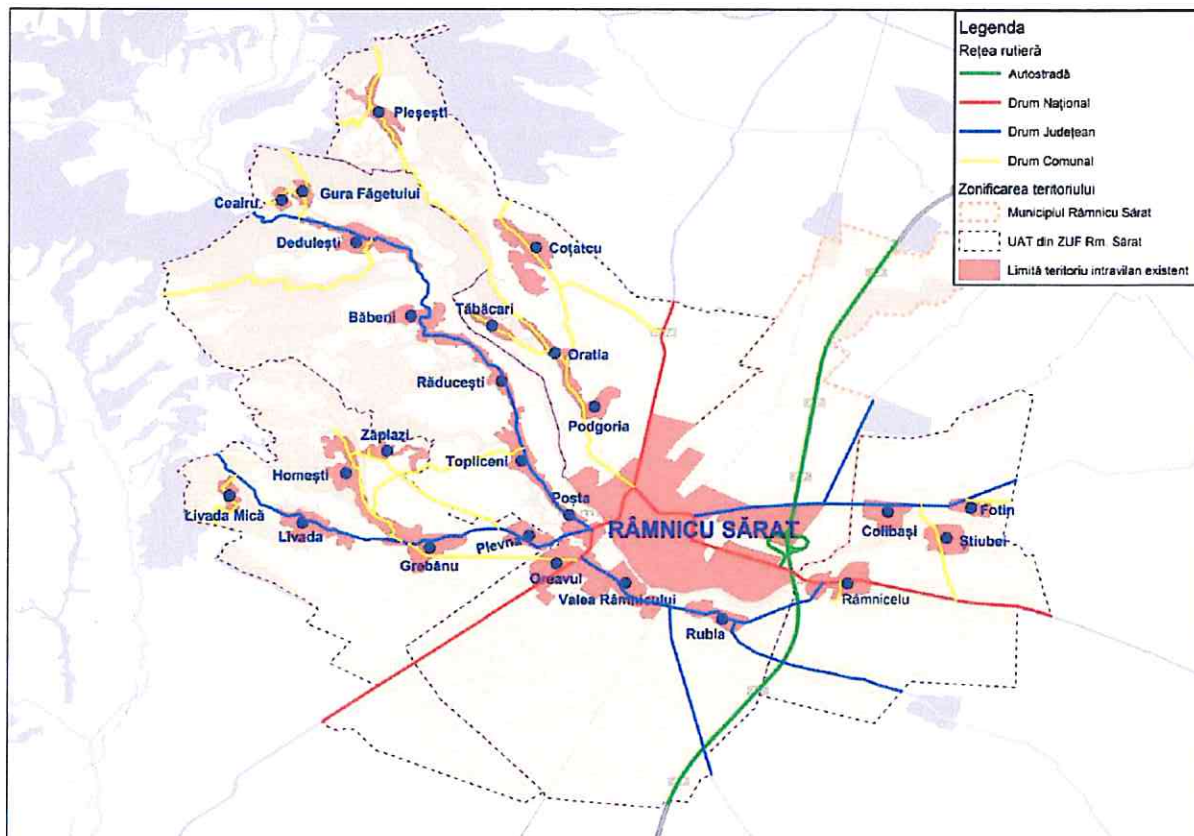 Legenda
Rețea rutieră
Autostradă
Drum Național
Drum Județean
Drum Comunal
Zonificarea teritoriului
Municipiul Râmnicu Sărat
UAT din ZUF Rm. Sărat
Limită teritoriu intravilan existent
Pleșești
Gura Făgetului
Ceairu
Dedulești
Coțatcu
Băbeni
Tăbăcari
Oratia
Răducești
Podgoria
Zăplazi
Topliceni
Homești
Livada Mică
Poșta
Livada
Plevna
Grebănu
RÂMNICU SĂRAT
Oreavul
Valea Râmnicului
Rubla
Râmnicelu
Colibași
Fotin
Știubei